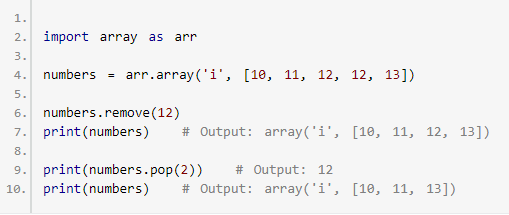 1.
2. import array as arr
3.
4. numbers = arr.array('i', [10, 11, 12, 12, 13])
5.
6. numbers.remove(12)
7. print(numbers)    # Output: array('i', [10, 11, 12, 13])
8.
9. print(numbers.pop(2))    # Output: 12
10. print(numbers)    # Output: array('i', [10, 11, 13])